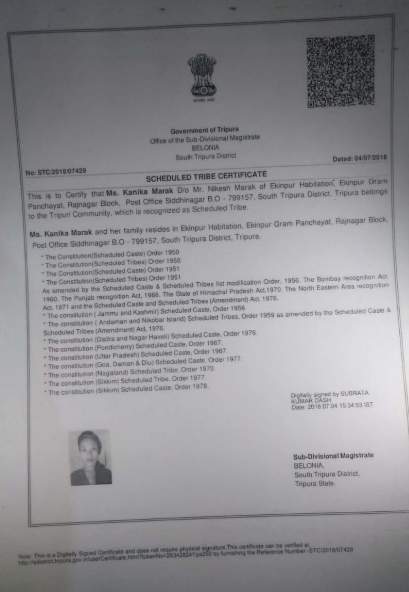 Government of Tripura
Office of the Sub-Divisional Magistrate
BELONIA
South Tripura District
No: STC/2018/07429
Dated: 04/07/2018
SCHEDULED TRIBE CERTIFICATE
This is to Certify that Ms. Kanika Marak D/o Mr. Nikesh Marak of Ekinpur Habitation, Ekinpur Gram
Panchayat, Rajnagar Block, Post Office Siddhinagar B.O - 799157, South Tripura District, Tripura belongs
to the Tripuri Community, which is recognised as Scheduled Tribe.
Ms. Kanika Marak and her family resides in Ekinpur Habitation, Ekinpur Gram Panchayat, Rajnagar Block,
Post Office Siddhinagar B.O - 799157, South Tripura District, Tripura.
* The Constitution(Scheduled Caste) Order 1950
* The Constitution(Scheduled Tribes) Order 1950
* The Constitution(Scheduled Caste) Order 1951
* The Constitution(Scheduled Tribes) Order 1951
As amended by the Scheduled Caste & Scheduled Tribes list modification Order, 1956. The Bombay recognition Act,
1960. The Punjab recognition Act, 1966. The State of Himachal Pradesh Act,1970. The North Eastern Area recognition
Act, 1971 and the Scheduled Caste and Scheduled Tribes (Amendment) Act, 1976.
* The constitution ( Jammu and Kashmir) Scheduled Caste, Order 1956
* The constitution ( Andaman and Nikobar Island) Scheduled Tribes, Order 1959 as amended by the Scheduled Caste &
Scheduled Tribes (Amendment) Act, 1976.
* The constitution (Dadra and Nagar Haveli) Scheduled Caste, Order 1976.
* The constitution (Pondicherry) Scheduled Caste, Order 1967.
* The constitution (Uttar Pradesh) Scheduled Caste, Order 1967.
* The constitution (Goa, Daman & Diu) Scheduled Caste, Order 1977.
* The constitution (Nagaland) Scheduled Tribe, Order 1970.
* The constitution (Sikkim) Scheduled Tribe, Order 1977.
* The constitution (Sikkim) Scheduled Caste, Order 1978.
Digitally signed by SUBRATA
KUMAR DASH
Date: 2018.07.04 15:34:53 IST
Sub-Divisional Magistrate
BELONIA,
South Tripura District,
Tripura State.
Note: This is a Digitally Signed Certificate and does not require physical signature.This certificate can be verified at
by furnishing the Reference Number -STC/2018/07429